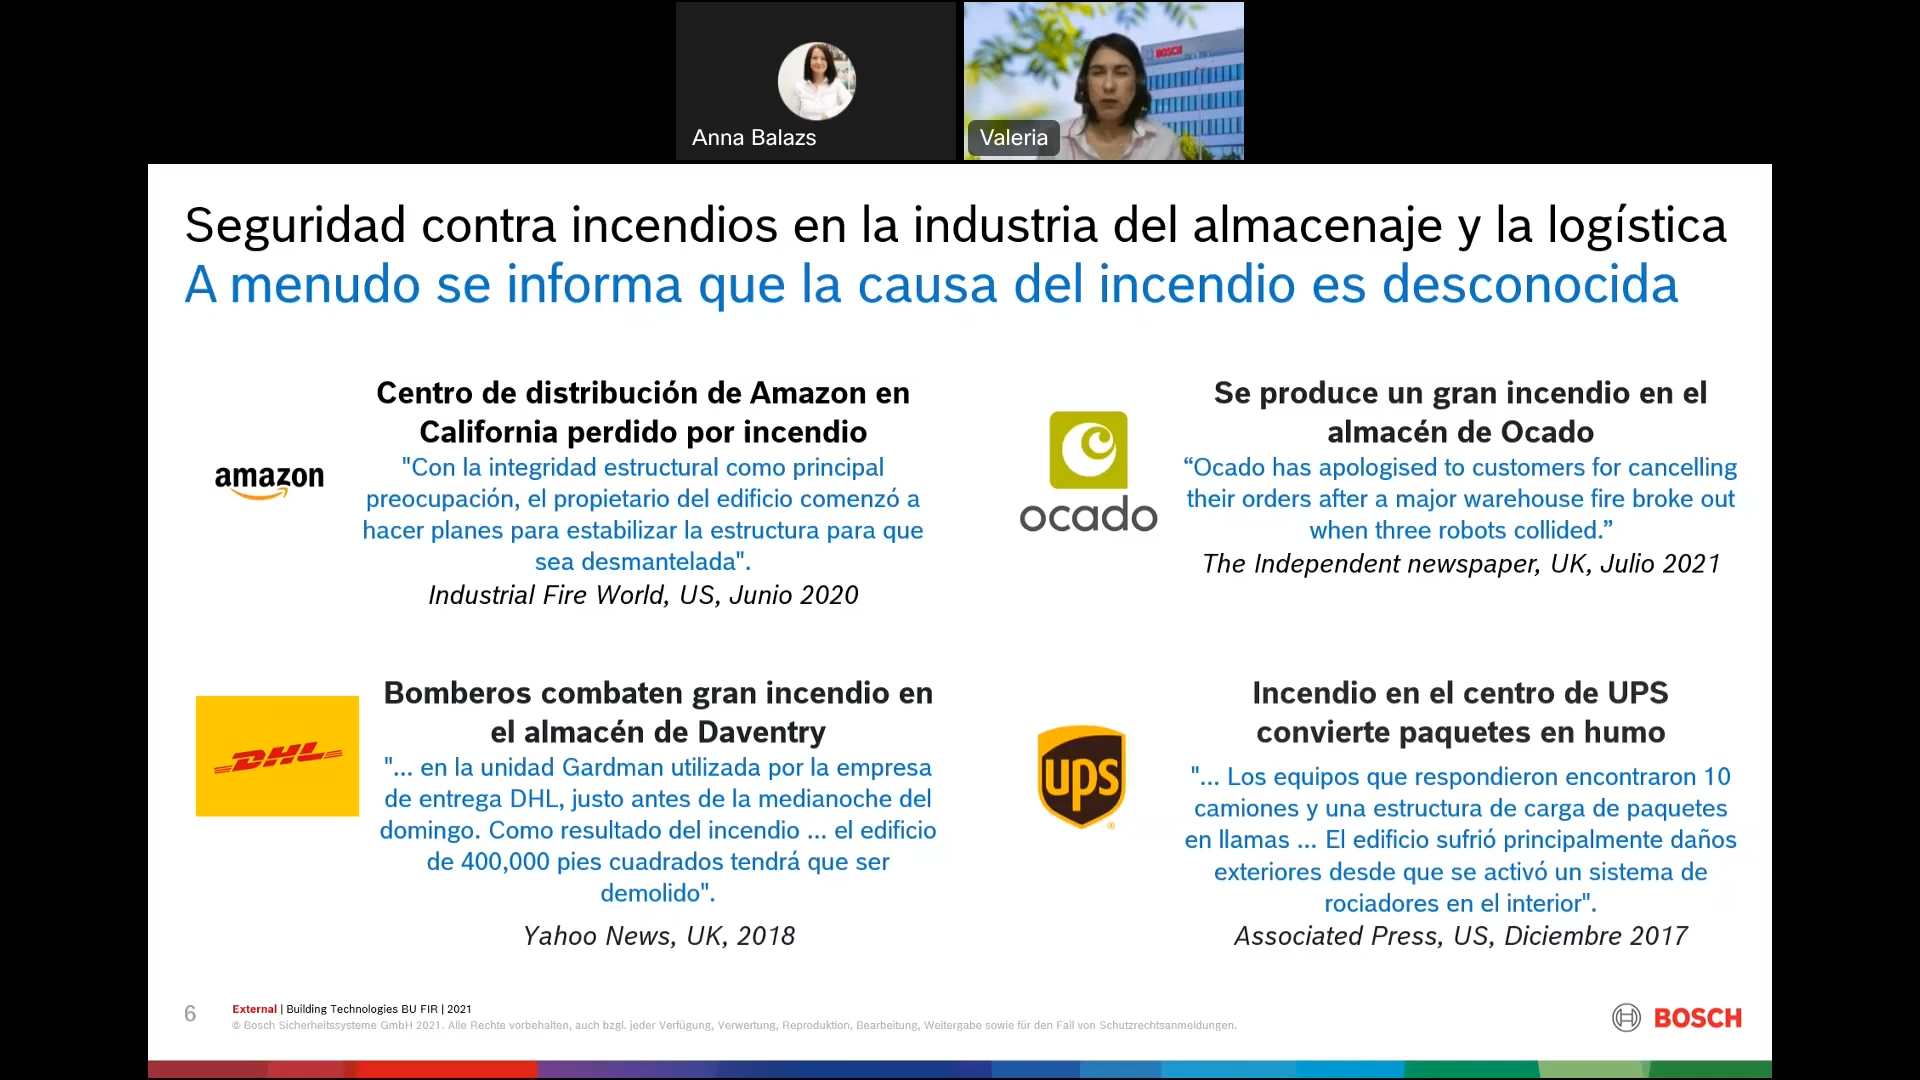 Anna Balazs
BOSCH
Valeria
Seguridad contra incendios en la industria del almacenaje y la logística
A menudo se informa que la causa del incendio es desconocida
amazon
Centro de distribución de Amazon en
California perdido por incendio
"Con la integridad estructural como principal
preocupación, el propietario del edificio comenzó a
hacer planes para estabilizar la estructura para que
sea desmantelada".
Industrial Fire World, US, Junio 2020
ocado
Se produce un gran incendio en el
almacén de Ocado
“Ocado has apologised to customers for cancelling
their orders after a major warehouse fire broke out
when three robots collided.”
The Independent newspaper, UK, Julio 2021
DHL
Bomberos combaten gran incendio en
el almacén de Daventry
"... en la unidad Gardman utilizada por la empresa
de entrega DHL, justo antes de la medianoche del
domingo. Como resultado del incendio ... el edificio
de 400,000 pies cuadrados tendrá que ser
demolido".
Yahoo News, UK, 2018
ups
Incendio en el centro de UPS
convierte paquetes en humo
"... Los equipos que respondieron encontraron 10
camiones y una estructura de carga de paquetes
en llamas ... El edificio sufrió principalmente daños
exteriores desde que se activó un sistema de
rociadores en el interior".
Associated Press, US, Diciembre 2017
6
External | Building Technologies BU FIR | 2021
© Bosch Sicherheitssysteme GmbH 2021. Alle Rechte vorbehalten, auch bzgl. jeder Verfügung, Verwertung, Reproduktion, Bearbeitung, Weitergabe sowie für den Fall von Schutzrechtsanmeldungen.
BOSCH